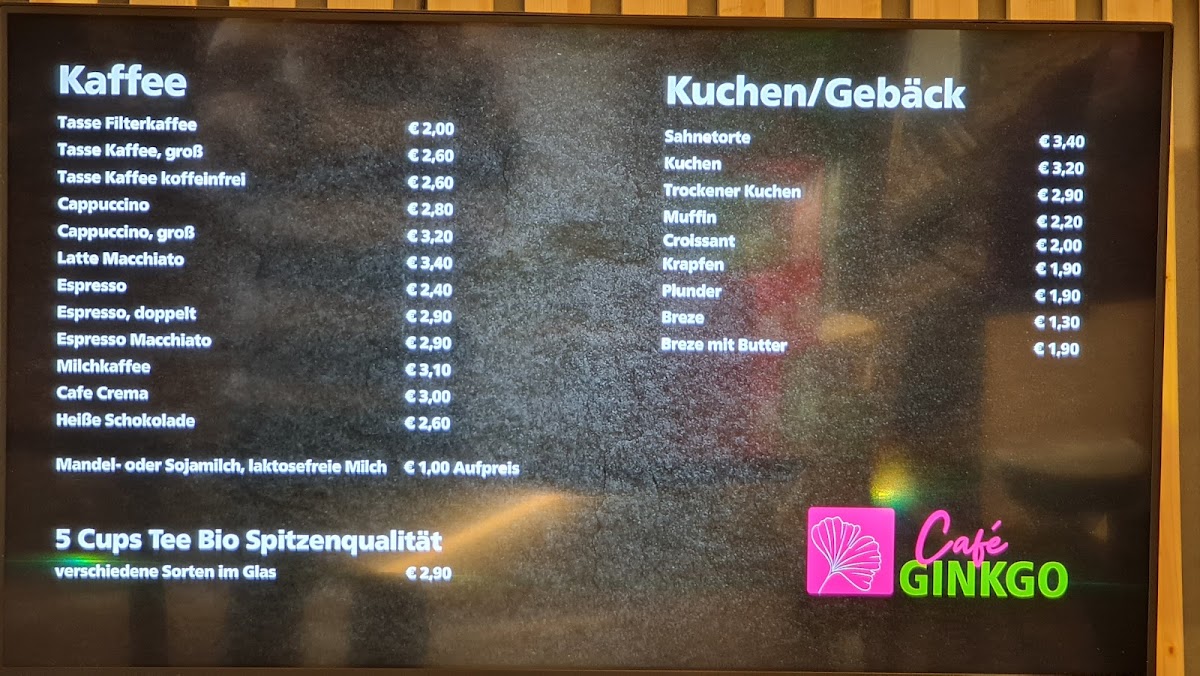 Kaffee
Tasse Filterkaffee € 2,00
Tasse Kaffee, groß € 2,60
Tasse Kaffee koffeinfrei € 2,60
Cappuccino € 2,80
Cappuccino, groß € 3,20
Latte Macchiato € 3,40
Espresso € 2,40
Espresso, doppelt € 2,90
Espresso Macchiato € 2,90
Milchkaffee € 3,10
Cafe Crema € 3,00
Heiße Schokolade € 2,60
Mandel- oder Sojamilch, laktosefreie Milch € 1,00 Aufpreis
5 Cups Tee Bio Spitzenqualität
verschiedene Sorten im Glas € 2,90
Kuchen/Gebäck
Sahnetorte € 3,40
Kuchen € 3,20
Trockener Kuchen € 2,90
Muffin € 2,20
Croissant € 2,00
Krapfen € 1,90
Plunder € 1,90
Breze € 1,30
Breze mit Butter € 1,90
Café
GINKGO